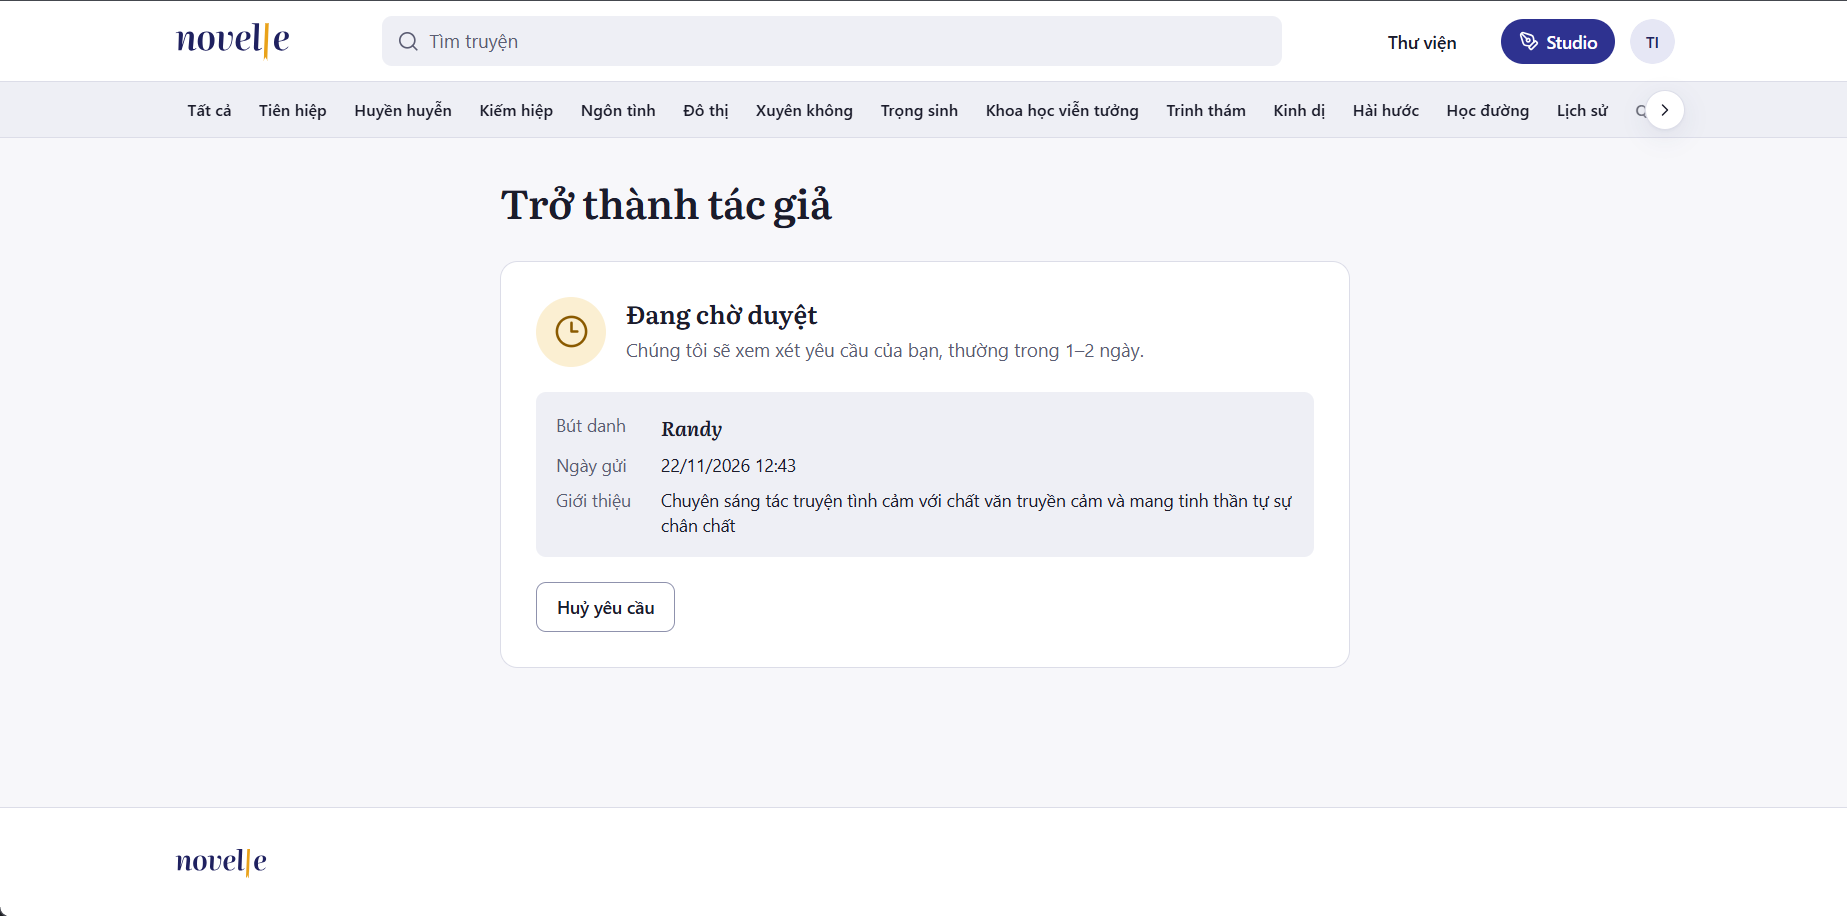 novelle
Tìm truyện
Thư viện
Studio
TI
Tất cả
Tiên hiệp
Huyền huyễn
Kiếm hiệp
Ngôn tình
Đô thị
Xuyên không
Trọng sinh
Khoa học viễn tưởng
Trinh thám
Kinh dị
Hài hước
Học đường
Lịch sử
Trở thành tác giả
Đang chờ duyệt
Chúng tôi sẽ xem xét yêu cầu của bạn, thường trong 1–2 ngày.
Bút danh
Randy
Ngày gửi
22/11/2026 12:43
Giới thiệu
Chuyên sáng tác truyện tình cảm với chất văn truyền cảm và mang tinh thần tự sự
chân chất
Huỷ yêu cầu
novelle